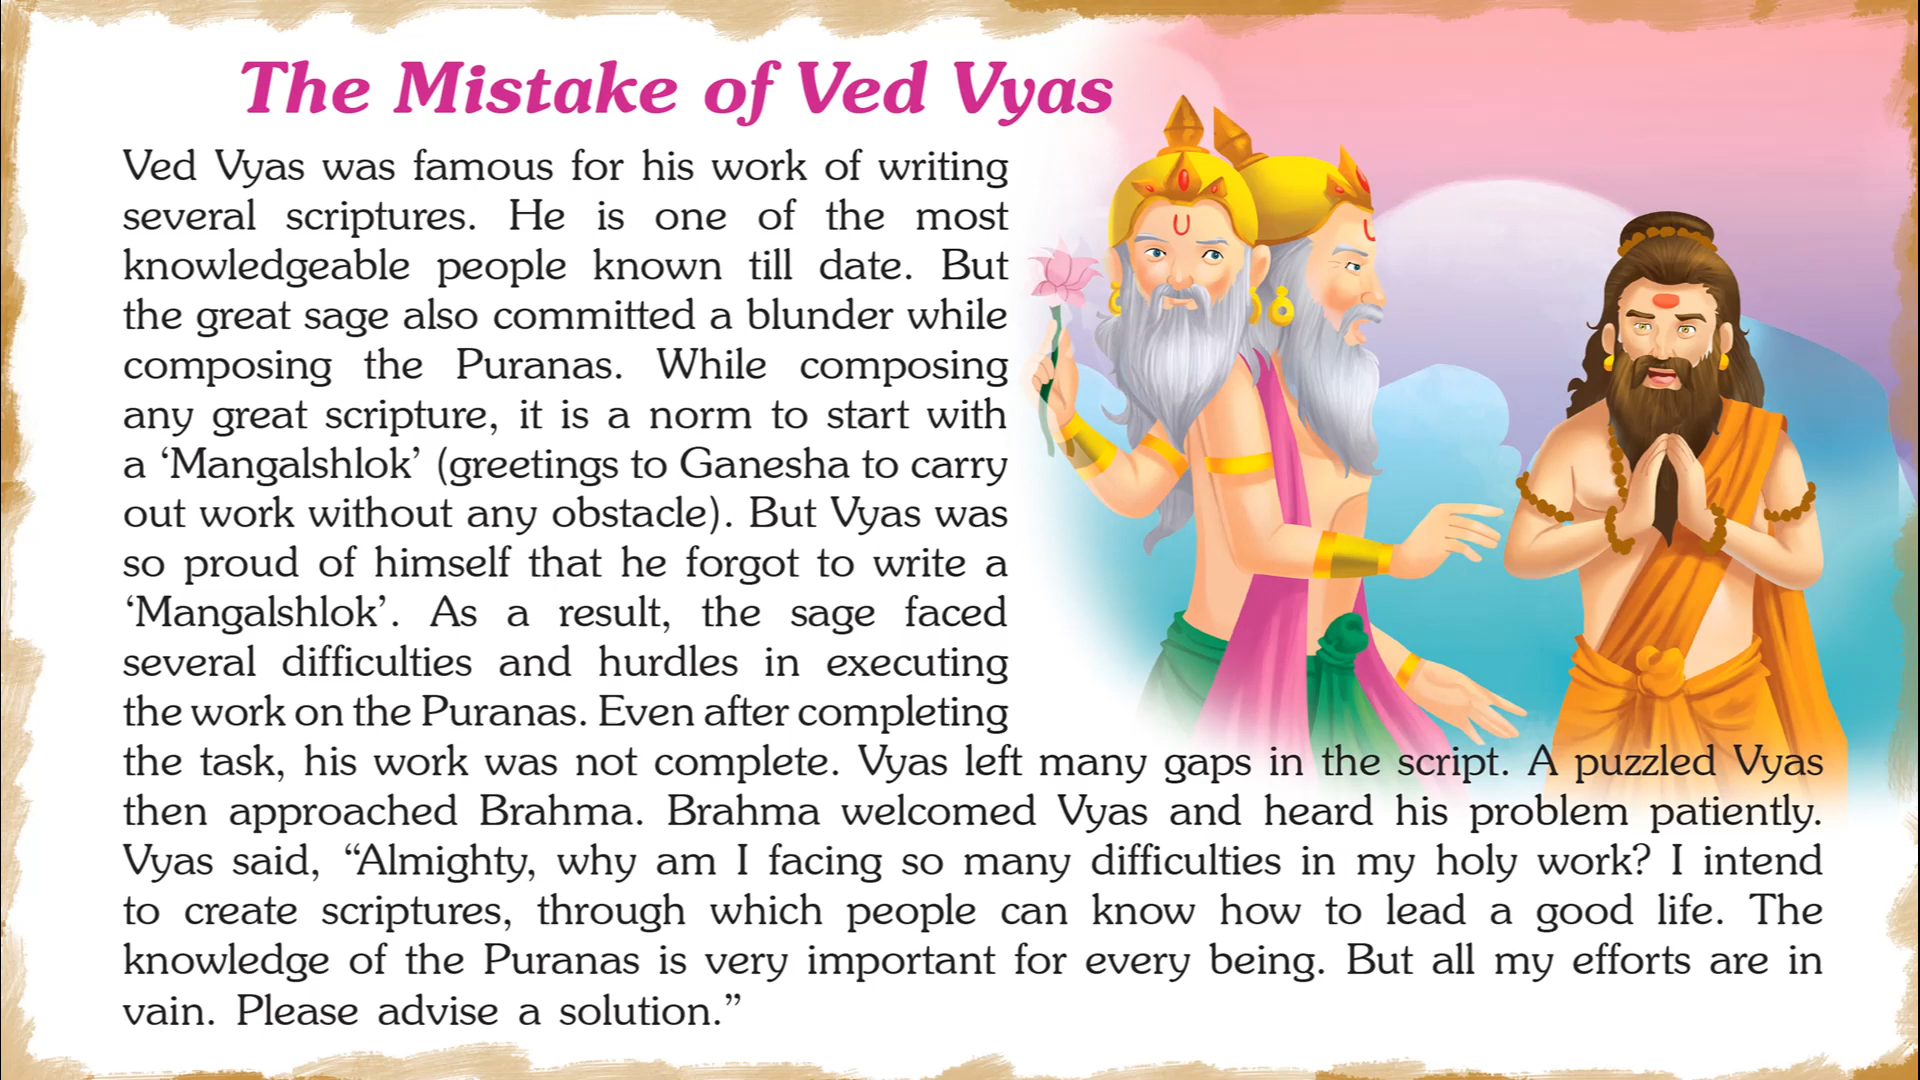 The Mistake of Ved Vyas
Ved Vyas was famous for his work of writing
several scriptures. He is one of the most
knowledgeable people known till date. But
the great sage also committed a blunder while
composing the Puranas. While composing
any great scripture, it is a norm to start with
a ‘Mangalshlok’ (greetings to Ganesha to carry
out work without any obstacle). But Vyas was
so proud of himself that he forgot to write a
‘Mangalshlok’. As a result, the sage faced
several difficulties and hurdles in executing
the work on the Puranas. Even after completing
the task, his work was not complete. Vyas left many gaps in the script. A puzzled Vyas
then approached Brahma. Brahma welcomed Vyas and heard his problem patiently.
Vyas said, “Almighty, why am I facing so many difficulties in my holy work? I intend
to create scriptures, through which people can know how to lead a good life. The
knowledge of the Puranas is very important for every being. But all my efforts are in
vain. Please advise a solution.”